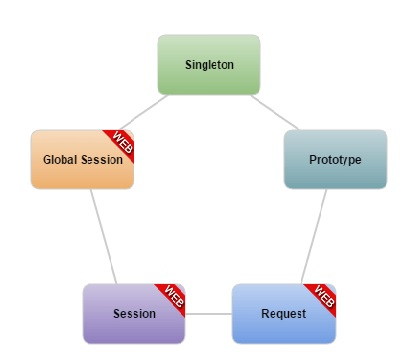 Singleton
WEB
Global Session
Prototype
WEB
Session
WEB
Request